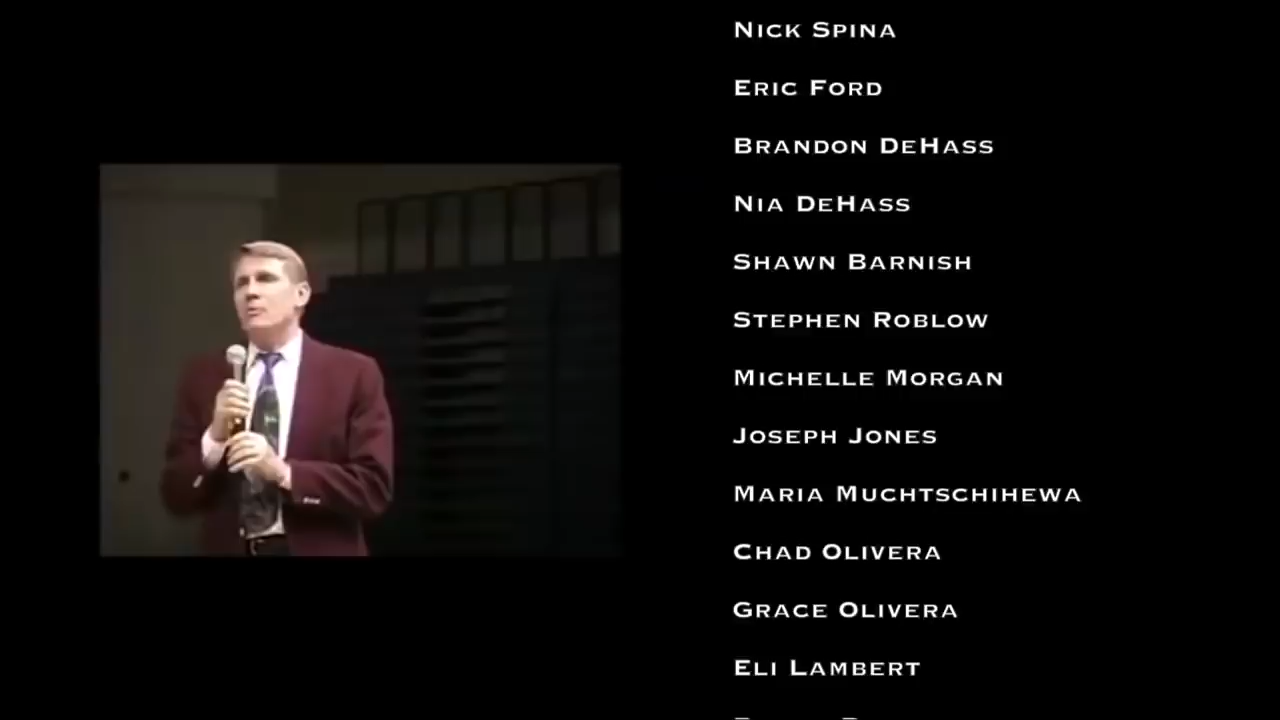 Nick Spina
Eric Ford
Brandon DeHass
Nia DeHass
Shawn Barnish
Stephen Roblow
Michelle Morgan
Joseph Jones
Maria Muchtschihewa
Chad Olivera
Grace Olivera
Eli Lambert